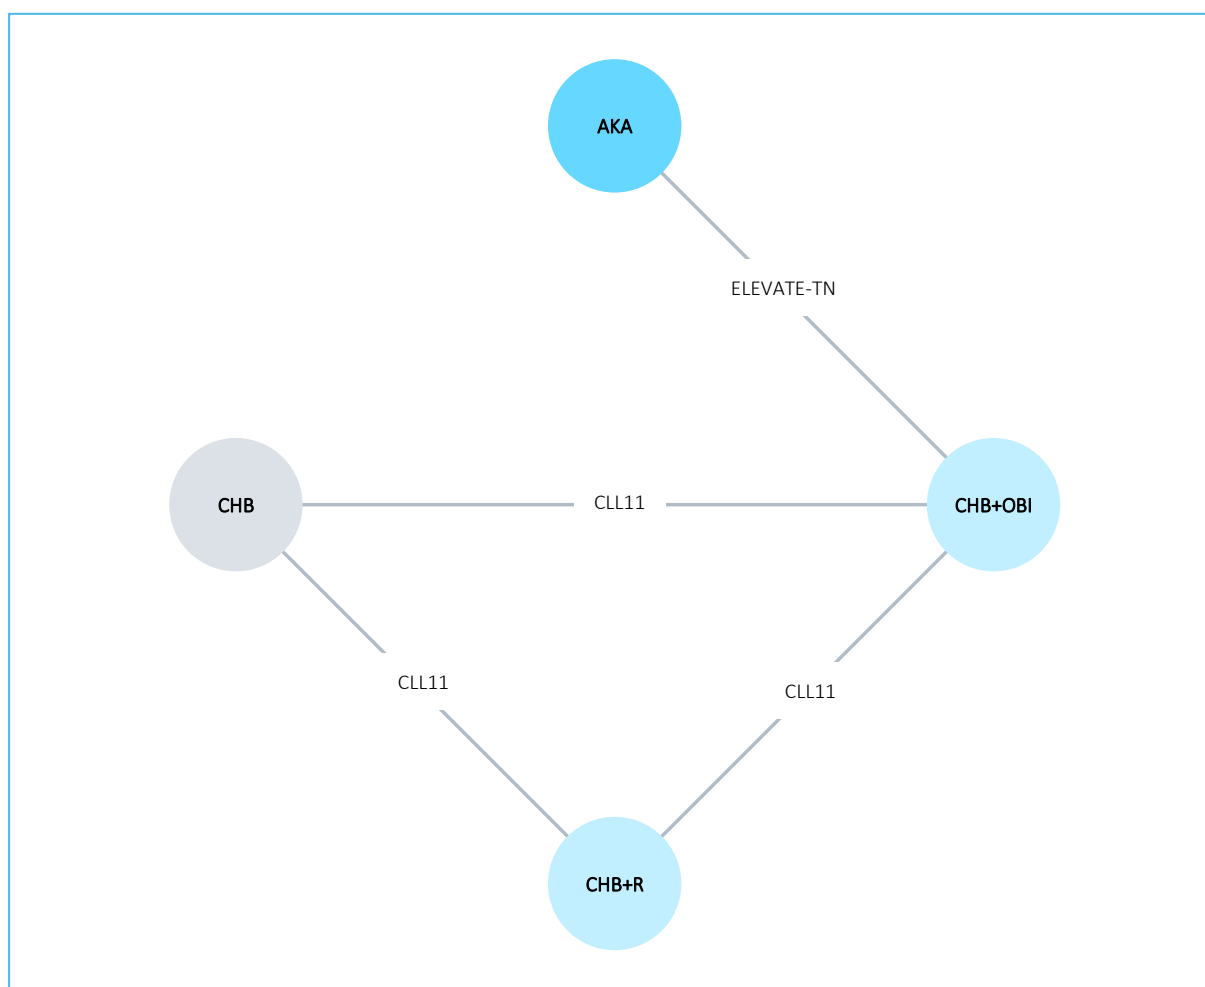 AKA
ELEVATE-TN
CHB
CLL11
CHB+OBI
CLL11
CLL11
CHB+R